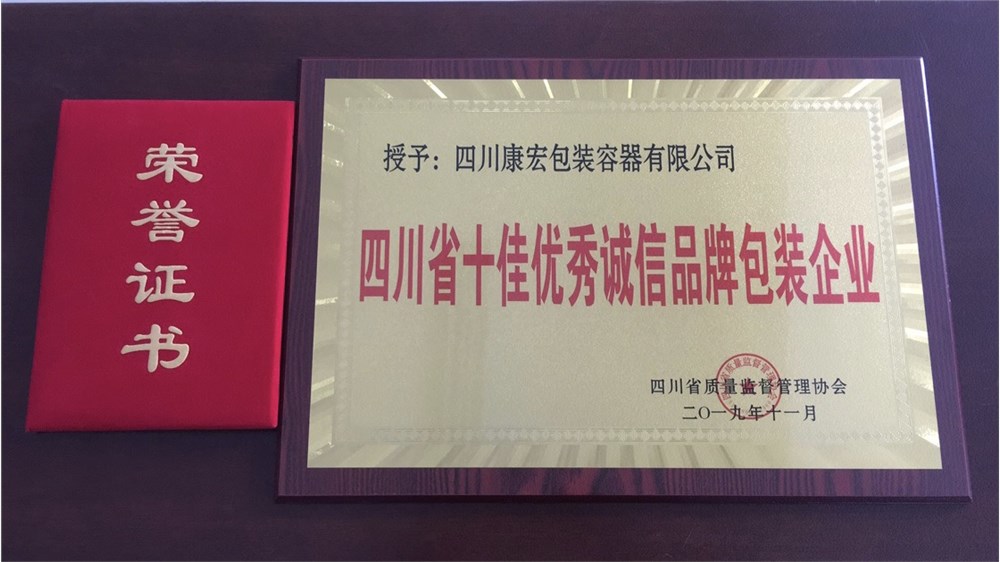 荣誉证书
授予：四川康宏包装容器有限公司
四川省十佳优秀诚信品牌包装企业
四川省质量监督管理协会
二〇一九年十一月